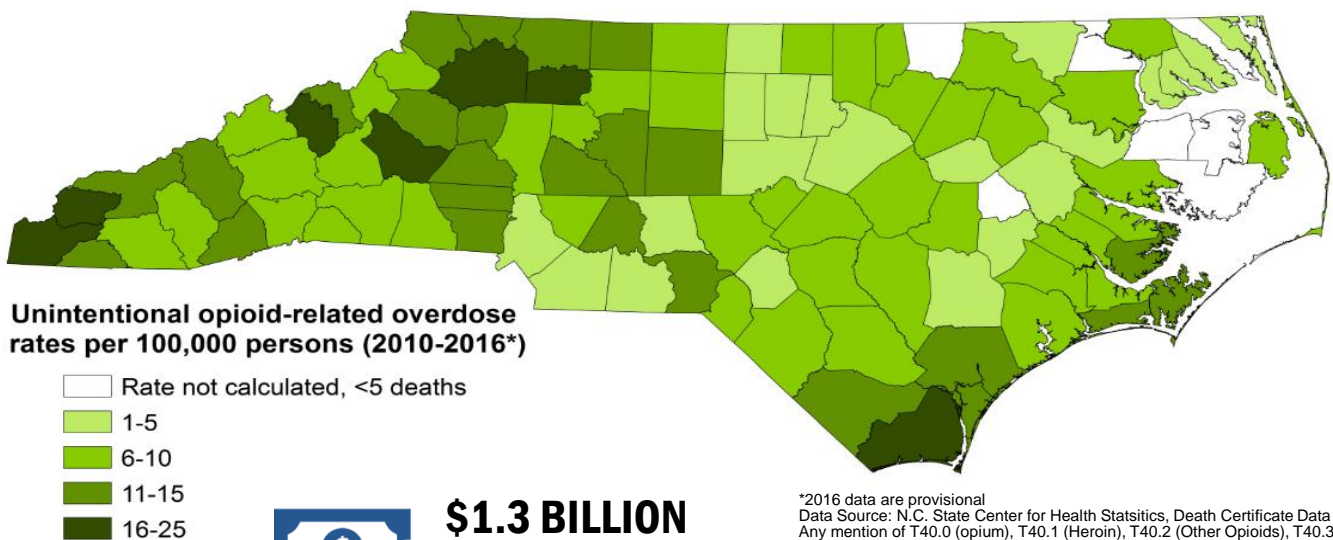 Unintentional opioid-related overdose
rates per 100,000 persons (2010-2016*)
Rate not calculated, <5 deaths
1-5
6-10
11-15
16-25
$1.3 BILLION
*2016 data are provisional
Data Source: N.C. State Center for Health Statsitics, Death Certificate Data
Any mention of T40.0 (opium), T40.1 (Heroin), T40.2 (Other Opioids), T40.3